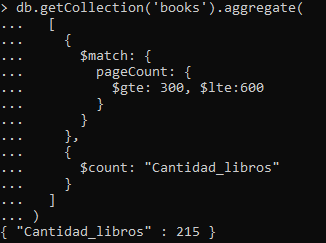 > db.getCollection('books').aggregate(
...    [
...      {
...        $match: {
...          pageCount: {
...            $gte: 300, $lte:600
...          }
...        }
...      },
...      {
...        $count: "Cantidad_libros"
...      }
...    ]
... )
{ "Cantidad_libros" : 215 }